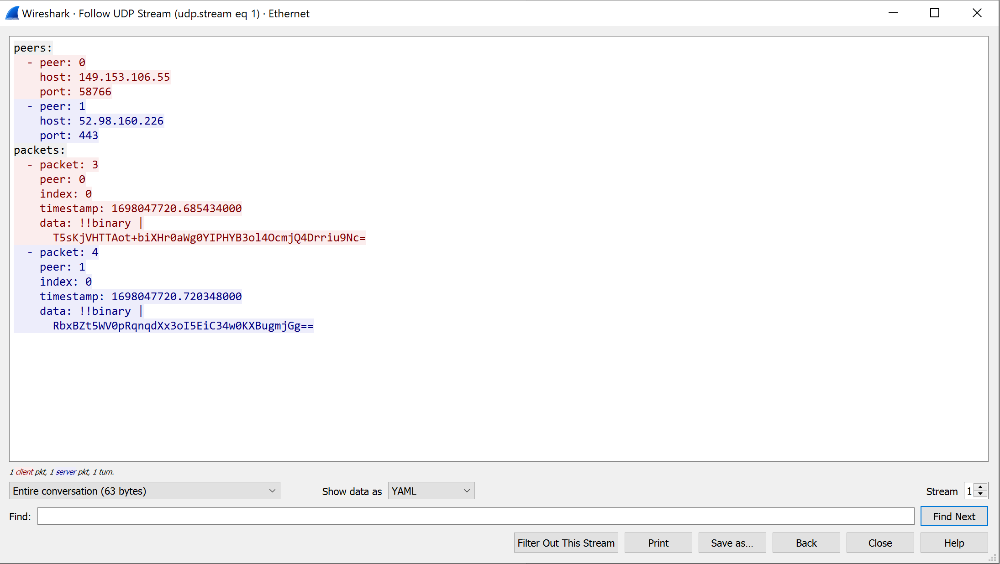 Wireshark · Follow UDP Stream (udp.stream eq 1) · Ethernet
peers:
  - peer: 0
    host: 149.153.106.55
    port: 58766
  - peer: 1
    host: 52.98.160.226
    port: 443
packets:
  - packet: 3
    peer: 0
    index: 0
    timestamp: 1698047720.685434000
    data: !!binary |
      T5sKjVHTTAot+biXHr0aWg0YIPHYB3ol4OcmjQ4Drriu9Nc=
  - packet: 4
    peer: 1
    index: 0
    timestamp: 1698047720.720348000
    data: !!binary |
      RbxBZt5WV0pRqnqdXx3oI5EiC34w0KXBugmjGg==
1 client pkt, 1 server pkt, 1 turn.
Entire conversation (63 bytes) Show data as YAML Stream 1
Find: Find Next
Filter Out This Stream Print Save as… Back Close Help